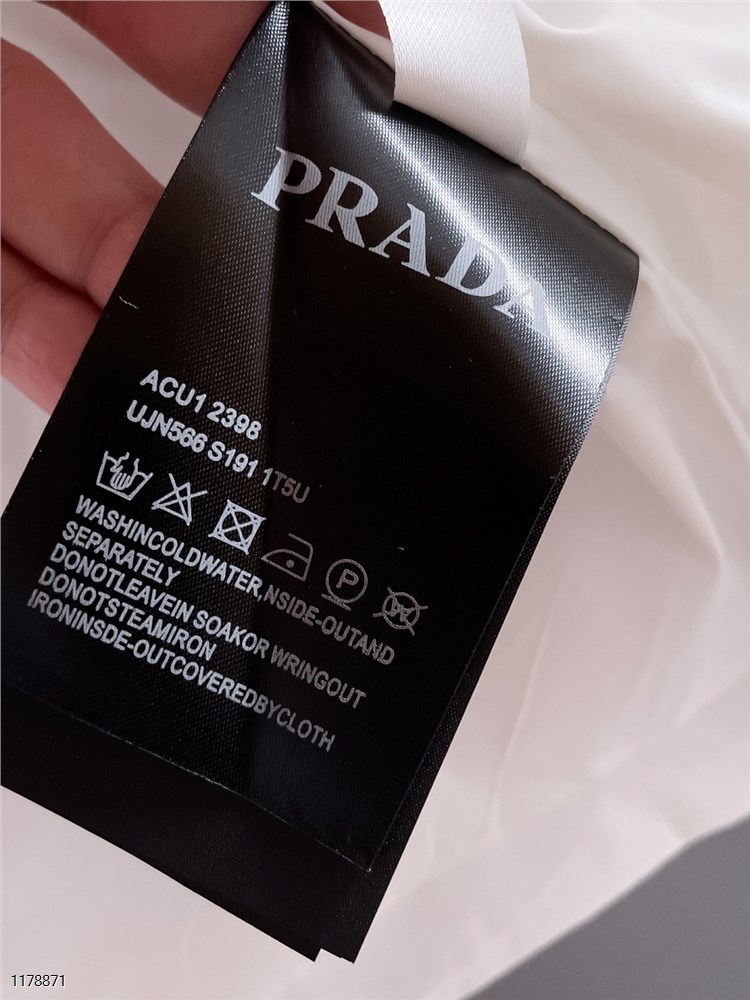 PRADA
ACU1 2398
UJN566 S191 1T5U
P
W
WASHINCOLDWATER,NSIDE-OUTAND
SEPARATELY
DONOTLEAVEIN SOAKOR WRINGOUT
DONOTSTEAMIRON
IRONINSDE-OUTCOVEREDBYCLOTH
1178871